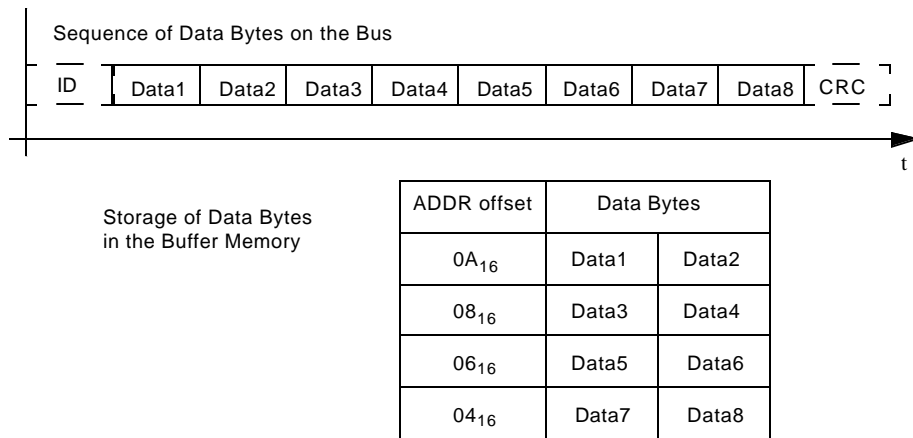 Sequence of Data Bytes on the Bus
ID Data1 Data2 Data3 Data4 Data5 Data6 Data7 Data8 CRC
t
Storage of Data Bytes
in the Buffer Memory
ADDR offset Data Bytes
0A16 Data1 Data2
0816 Data3 Data4
0616 Data5 Data6
0416 Data7 Data8